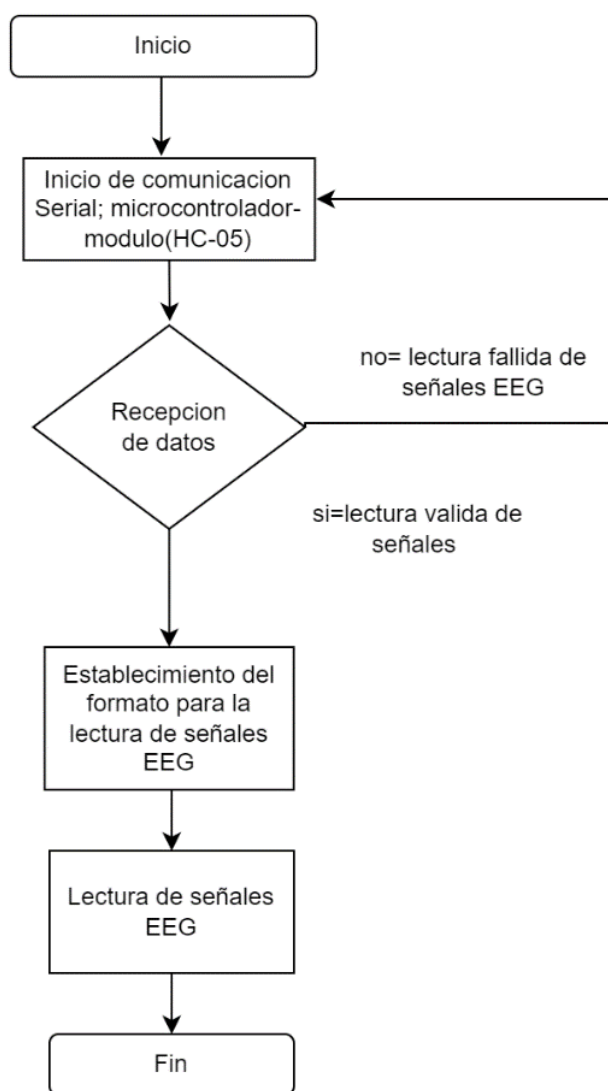 Inicio
Inicio de comunicacion
Serial; microcontrolador-
modulo(HC-05)
Recepcion
de datos
no= lectura fallida de
señales EEG
si=lectura valida de
señales
Establecimiento del
formato para la
lectura de señales
EEG
Lectura de señales
EEG
Fin